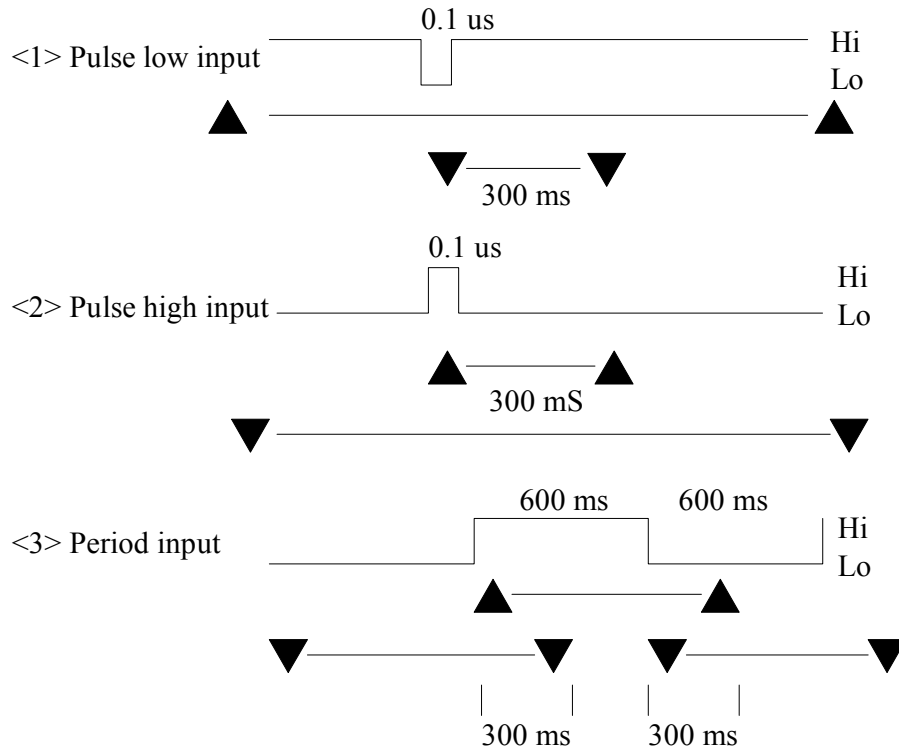 0.1 us
<1> Pulse low input
Hi
Lo
300 ms
0.1 us
<2> Pulse high input
Hi
Lo
300 mS
600 ms 600 ms
<3> Period input
Hi
Lo
300 ms 300 ms